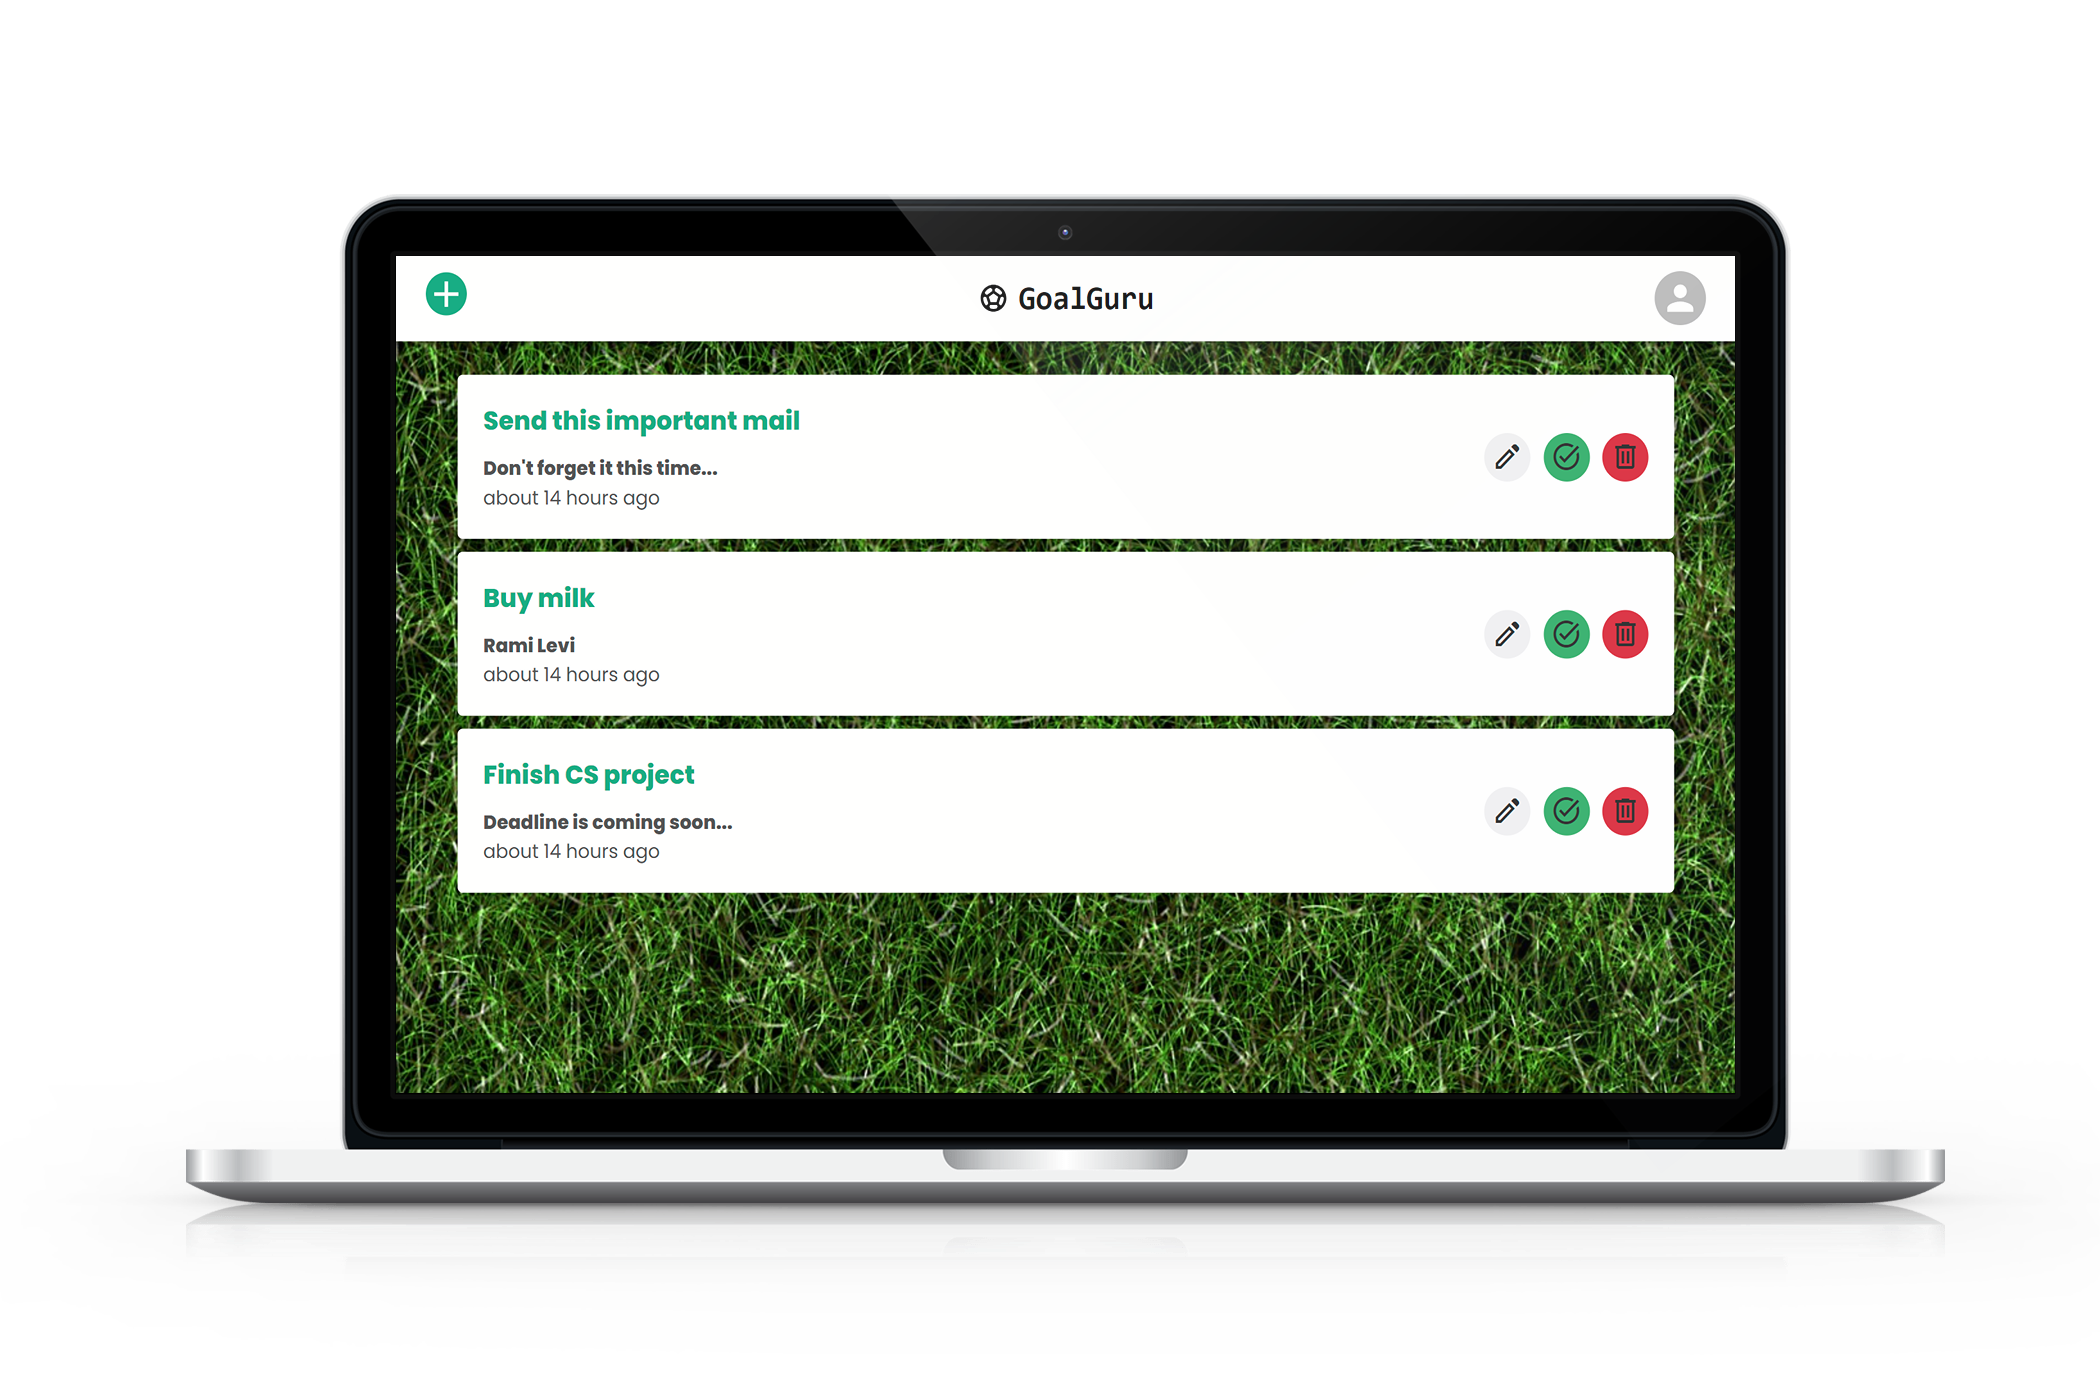 GoalGuru
Send this important mail
Don't forget it this time...
about 14 hours ago
Buy milk
Rami Levi
about 14 hours ago
Finish CS project
Deadline is coming soon...
about 14 hours ago